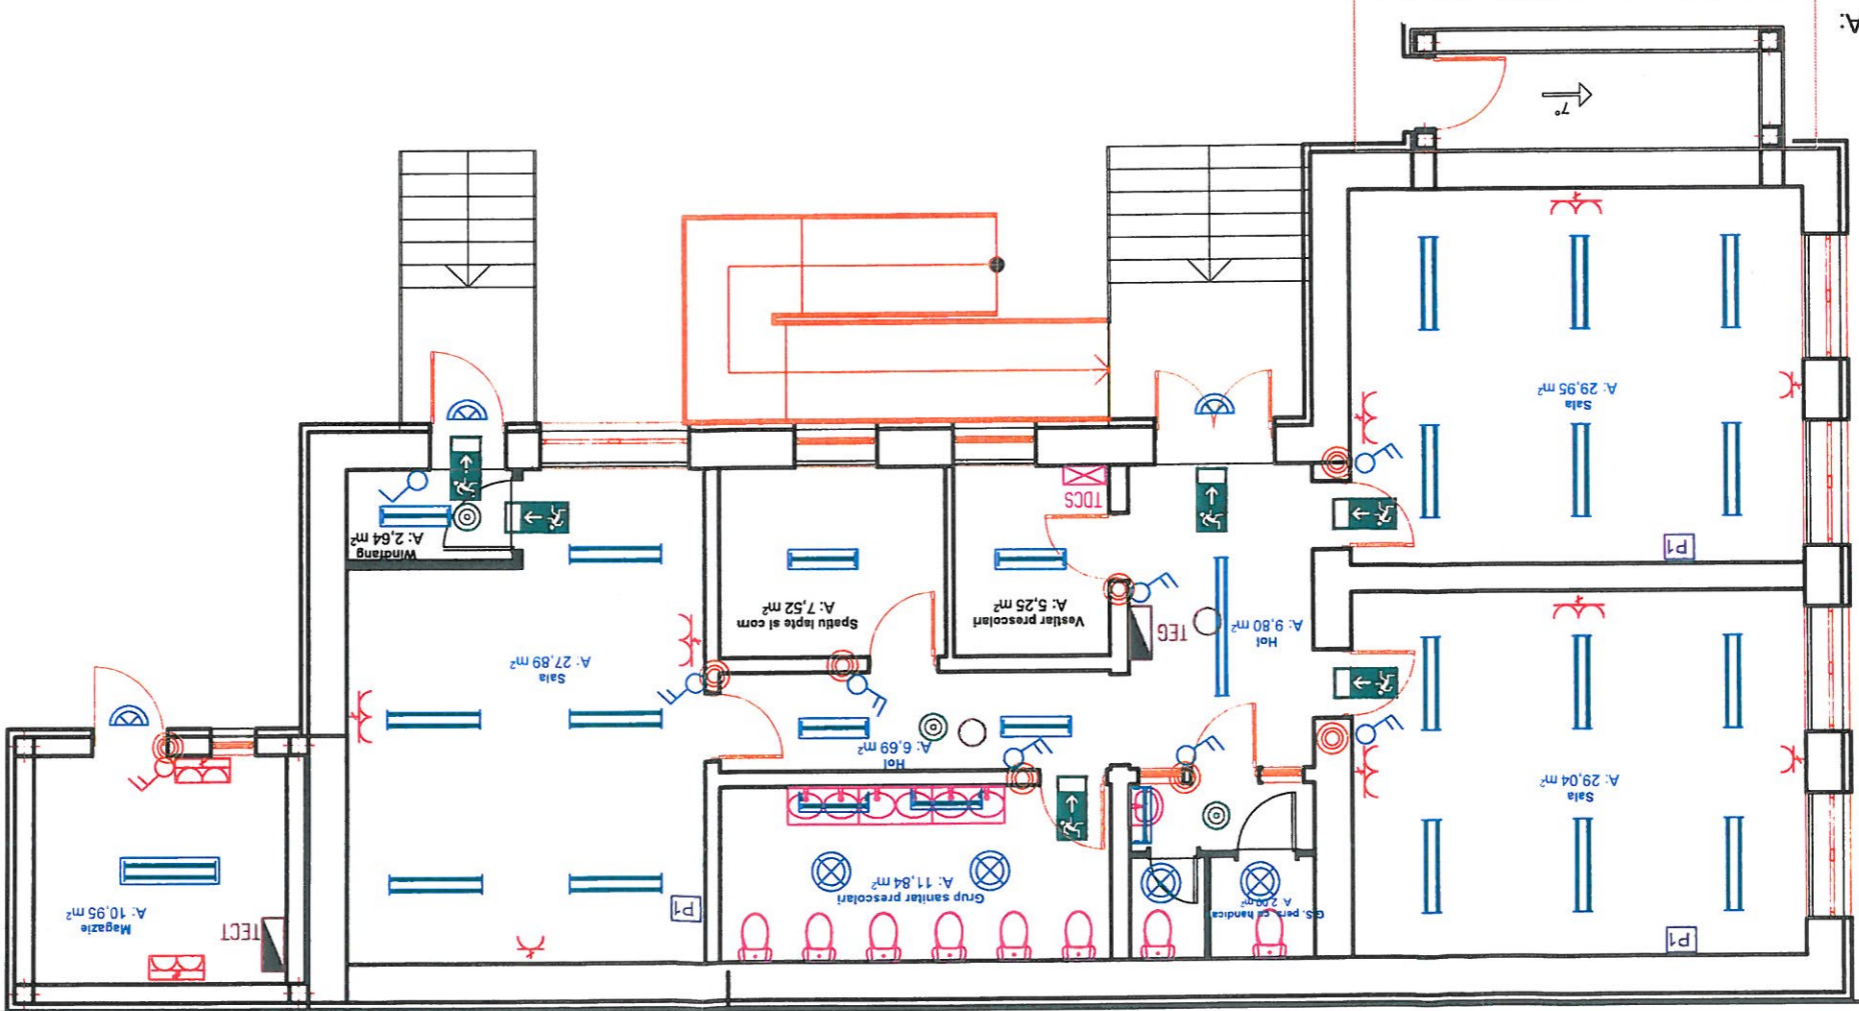 P1
G.S. pers. cu handicap
A: 2,00 m²
Grup sanitar prescolari
A: 11,84 m²
P1
TECT
Magazie
A: 10,95 m²
Sala
A: 29,04 m²
Hol
A: 6,69 m²
Sala
A: 27,89 m²
Hol
A: 9,80 m²
TEG
Vestiar prescolari
A: 5,25 m²
Spatiu lapte si corn
A: 7,52 m²
Windfang
A: 2,64 m²
P1
TDCS
Sala
A: 29,95 m²
7°
A: